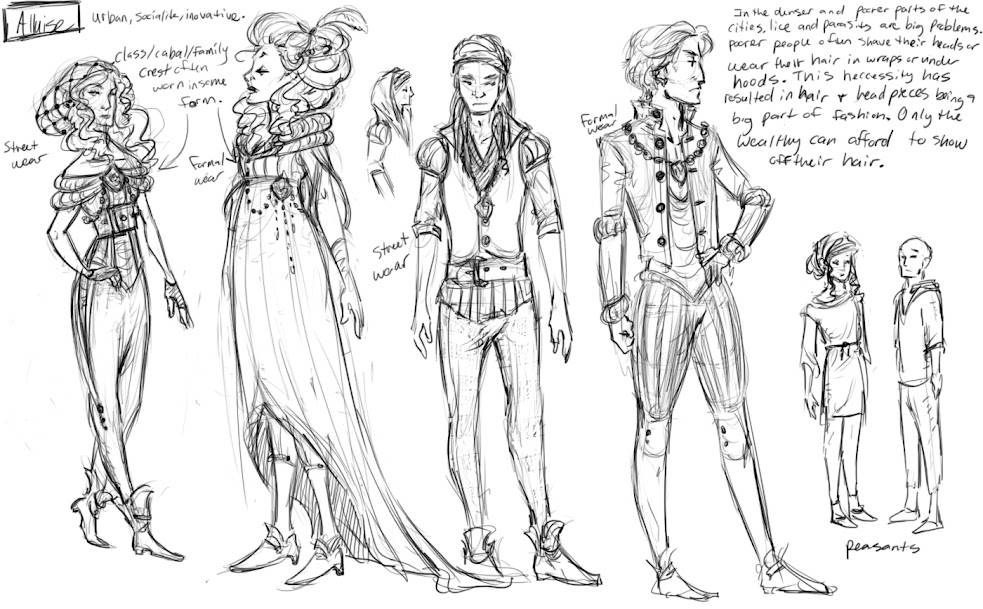 Alluise
Urban, socialite, inovative.
class/cabal/family
crest often
worn in some
form.
Street
wear
Formal
wear
Street
wear
Formal
wear
In the denser and poorer parts of the
cities, lice and parasits are big problems.
poorer people often shave their heads or
wear their hair in wraps or under
hoods. This neccessity has
resulted in hair & head pieces being a
big part of fashion. Only the
wealthy can afford to show
off their hair.
peasants